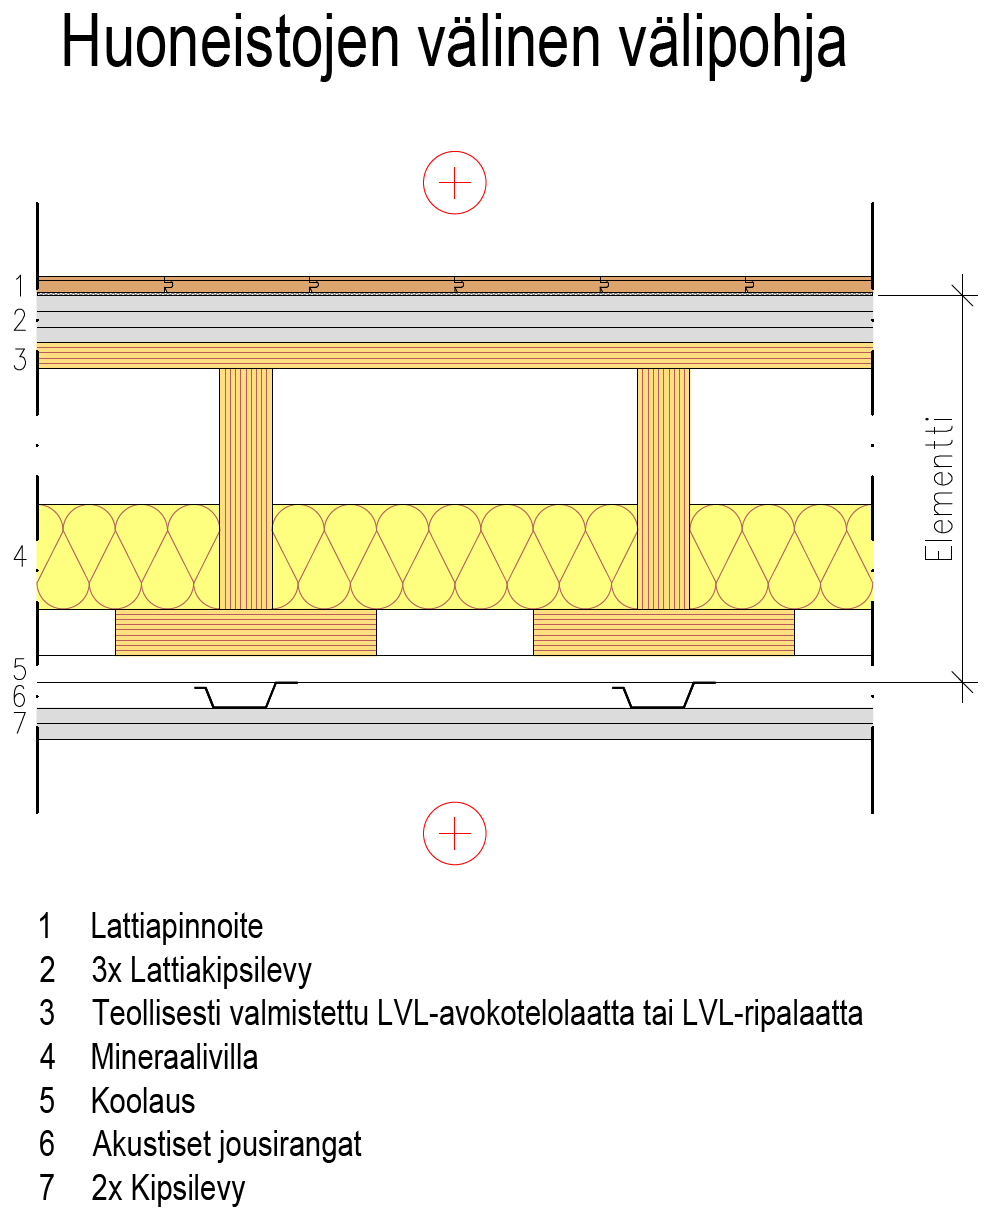 Huoneistojen välinen välipohja
1
2
3
4
5
6
7
Elementti
1 Lattiapinnoite
2 3x Lattiakipsilevy
3 Teollisesti valmistettu LVL-avokotelolaatta tai LVL-ripalaatta
4 Mineraalivilla
5 Koolaus
6 Akustiset jousirangat
7 2x Kipsilevy